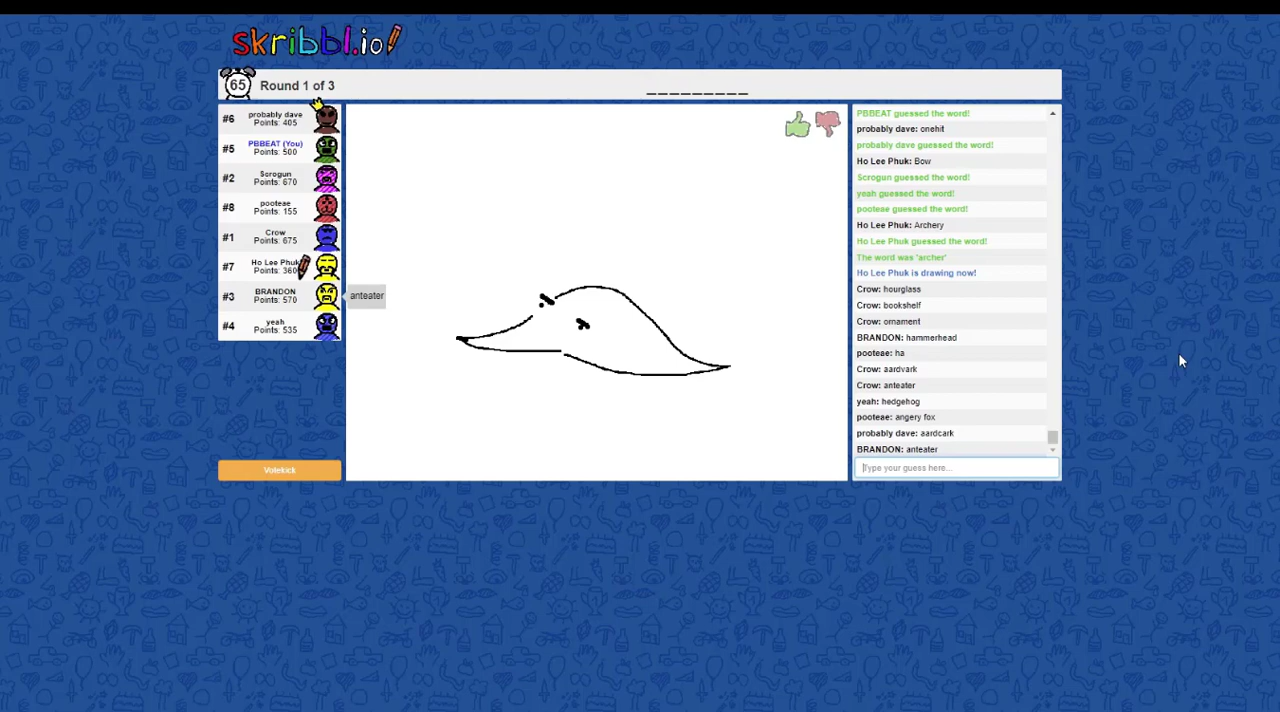 skribbl.io
65
Round 1 of 3
_________
#6
probably dave
Points: 405
#5
PBBEAT (You)
Points: 500
#2
Scrogun
Points: 670
#8
pooteae
Points: 155
#1
Crow
Points: 675
#7
Ho Lee Phuk
Points: 360
#3
BRANDON
Points: 570
anteater
#4
yeah
Points: 535
Votekick
PBBEAT guessed the word!
probably dave: onehit
probably dave guessed the word!
Ho Lee Phuk: Bow
Scrogun guessed the word!
yeah guessed the word!
pooteae guessed the word!
Ho Lee Phuk: Archery
Ho Lee Phuk guessed the word!
The word was 'archer'
Ho Lee Phuk is drawing now!
Crow: hourglass
Crow: bookshelf
Crow: ornament
BRANDON: hammerhead
pooteae: ha
Crow: aardvark
Crow: anteater
yeah: hedgehog
pooteae: angery fox
probably dave: aardcark
BRANDON: anteater
Type your guess here...